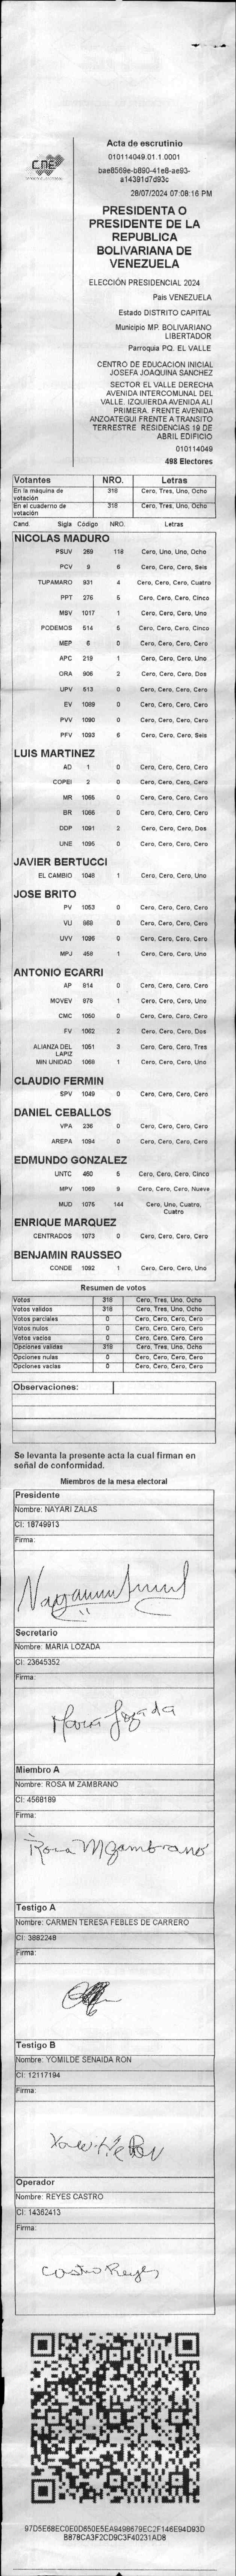 CNE
Acta de escrutinio
010114049.01.1.0001
bae8569e-b890-41e8-ae93-
a14391d7d93c
28/07/2024 07:08:16 PM
PRESIDENTA O
PRESIDENTE DE LA
REPUBLICA
BOLIVARIANA DE
VENEZUELA
ELECCIÓN PRESIDENCIAL 2024
Pais VENEZUELA
Estado DISTRITO CAPITAL
Municipio MP. BOLIVARIANO
LIBERTADOR
Parroquia PQ. EL VALLE
CENTRO DE EDUCACION INICIAL
JOSEFA JOAQUINA SANCHEZ
SECTOR EL VALLE DERECHA
AVENIDA INTERCOMUNAL DEL
VALLE. IZQUIERDA AVENIDA ALI
PRIMERA. FRENTE AVENIDA
ANZOATEGUI FRENTE A TRANSITO
TERRESTRE RESIDENCIAS 19 DE
ABRIL EDIFICIO
010114049
498 Electores
Votantes NRO. Letras
En la máquina de votación 318 Cero, Tres, Uno, Ocho
En el cuaderno de votación 318 Cero, Tres, Uno, Ocho
Cand. Sigla Código NRO. Letras
NICOLAS MADURO
PSUV 269 118 Cero, Uno, Uno, Ocho
PCV 9 6 Cero, Cero, Cero, Seis
TUPAMARO 931 4 Cero, Cero, Cero, Cuatro
PPT 276 5 Cero, Cero, Cero, Cinco
MSV 1017 1 Cero, Cero, Cero, Uno
PODEMOS 514 5 Cero, Cero, Cero, Cinco
MEP 6 0 Cero, Cero, Cero, Cero
APC 219 1 Cero, Cero, Cero, Uno
ORA 906 2 Cero, Cero, Cero, Dos
UPV 513 0 Cero, Cero, Cero, Cero
EV 1089 0 Cero, Cero, Cero, Cero
PVV 1090 0 Cero, Cero, Cero, Cero
PFV 1093 6 Cero, Cero, Cero, Seis
LUIS MARTINEZ
AD 1 0 Cero, Cero, Cero, Cero
COPEI 2 0 Cero, Cero, Cero, Cero
MR 1065 0 Cero, Cero, Cero, Cero
BR 1066 0 Cero, Cero, Cero, Cero
DDP 1091 2 Cero, Cero, Cero, Dos
UNE 1095 0 Cero, Cero, Cero, Cero
JAVIER BERTUCCI
EL CAMBIO 1048 1 Cero, Cero, Cero, Uno
JOSE BRITO
PV 1053 0 Cero, Cero, Cero, Cero
VU 969 0 Cero, Cero, Cero, Cero
UVV 1096 0 Cero, Cero, Cero, Cero
MPJ 459 1 Cero, Cero, Cero, Uno
ANTONIO ECARRI
AP 914 0 Cero, Cero, Cero, Cero
MOVEV 979 1 Cero, Cero, Cero, Uno
CMC 1050 0 Cero, Cero, Cero, Cero
FV 1062 2 Cero, Cero, Cero, Dos
ALIANZA DEL LAPIZ 1051 3 Cero, Cero, Cero, Tres
MIN UNIDAD 1068 1 Cero, Cero, Cero, Uno
CLAUDIO FERMIN
SPV 1049 0 Cero, Cero, Cero, Cero
DANIEL CEBALLOS
VPA 236 0 Cero, Cero, Cero, Cero
AREPA 1094 0 Cero, Cero, Cero, Cero
EDMUNDO GONZALEZ
UNTC 460 5 Cero, Cero, Cero, Cinco
MPV 1069 9 Cero, Cero, Cero, Nueve
MUD 1075 144 Cero, Uno, Cuatro, Cuatro
ENRIQUE MARQUEZ
CENTRADOS 1073 0 Cero, Cero, Cero, Cero
BENJAMIN RAUSSEO
CONDE 1092 1 Cero, Cero, Cero, Uno
Resumen de votos
Votos 318 Cero, Tres, Uno, Ocho
Votos validos 318 Cero, Tres, Uno, Ocho
Votos parciales 0 Cero, Cero, Cero, Cero
Votos nulos 0 Cero, Cero, Cero, Cero
Votos vacios 0 Cero, Cero, Cero, Cero
Opciones validas 318 Cero, Tres, Uno, Ocho
Opciones nulas 0 Cero, Cero, Cero, Cero
Opciones vacias 0 Cero, Cero, Cero, Cero
Observaciones:
Se levanta la presente acta la cual firman en
señal de conformidad.
Miembros de la mesa electoral
Presidente
Nombre: NAYARI ZALAS
CI: 18749913
Firma:
Secretario
Nombre: MARIA LOZADA
CI: 23645352
Firma:
Maria Lozada
Miembro A
Nombre: ROSA M ZAMBRANO
CI: 4568189
Firma:
Rosa M Zambrano
Testigo A
Nombre: CARMEN TERESA FEBLES DE CARRERO
CI: 3882248
Firma:
Testigo B
Nombre: YOMILDE SENAIDA RON
CI: 12117194
Firma:
Operador
Nombre: REYES CASTRO
CI: 14362413
Firma:
Castro Reyes
97D5E68EC0E0D650E5EA9498679EC2F146E94D93D
B878CA3F2CD9C3F40231AD8